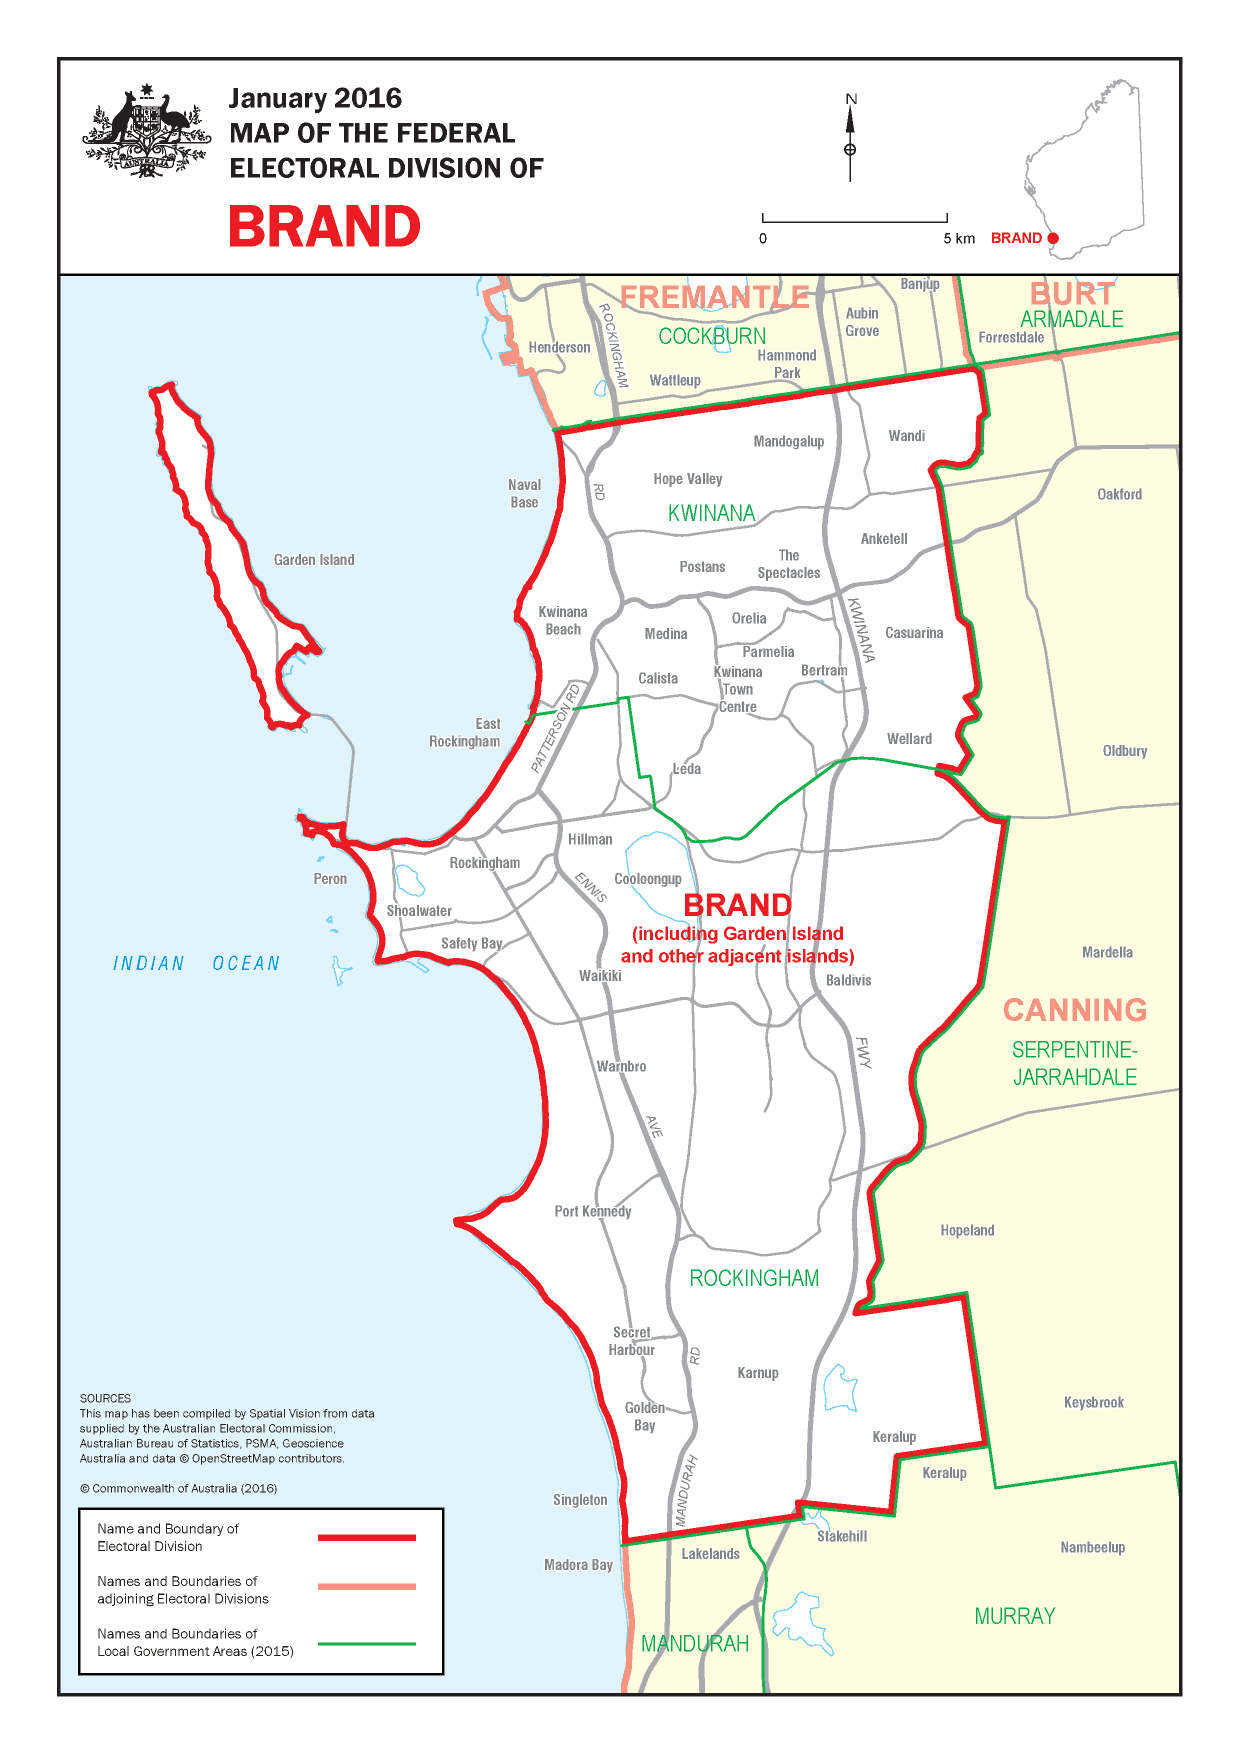 January 2016
MAP OF THE FEDERAL
ELECTORAL DIVISION OF
BRAND
AUSTRALIA
N
0
5 km
BRAND
FREMANTLE
BURT
Banjup
COCKBURN
ARMADALE
Aubin
Grove
Forrestdale
Henderson
ROCKINGHAM
Hammond
Park
Wattleup
Mandogalup
Wandi
Naval
Base
RD
Hope Valley
KWINANA
Oakford
Anketell
Garden Island
Postans
The
Spectacles
Kwinana
Beach
Medina
Orelia
KWINANA
Casuarina
Parmelia
Calista
Kwinana
Town
Centre
Bertram
PATTERSON RD
East
Rockingham
Wellard
Oldbury
Leda
Hillman
Rockingham
Peron
ENNIS
Cooloongup
Shoalwater
BRAND
(including Garden Island
and other adjacent islands)
Safety Bay
INDIAN OCEAN
Waikiki
Baldivis
Mardella
CANNING
SERPENTINE-
JARRAHDALE
Warnbro
FWY
AVE
Port Kennedy
Hopeland
ROCKINGHAM
Secret
Harbour
RD
Karnup
Golden
Bay
Keysbrook
Keralup
Keralup
MANDURAH
Singleton
Stakehill
Lakelands
Madora Bay
Nambeelup
MURRAY
MANDURAH
SOURCES
This map has been compiled by Spatial Vision from data
supplied by the Australian Electoral Commission,
Australian Bureau of Statistics, PSMA, Geoscience
Australia and data © OpenStreetMap contributors.
© Commonwealth of Australia (2016)
Name and Boundary of
Electoral Division
Names and Boundaries of
adjoining Electoral Divisions
Names and Boundaries of
Local Government Areas (2015)